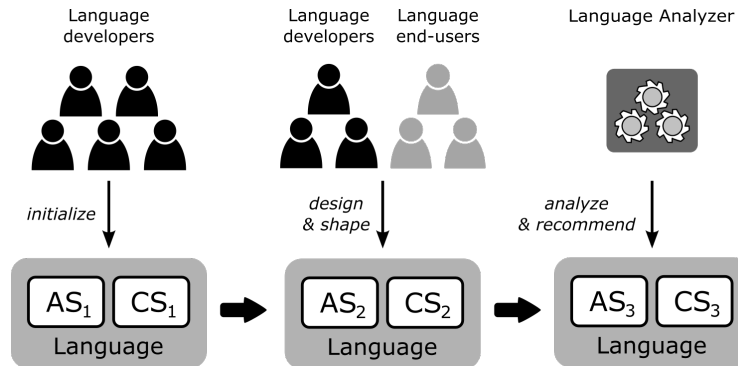 Language
developers
Language
developers
Language
end-users
Language Analyzer
initialize
design
& shape
analyze
& recommend
AS₁ CS₁
Language
AS₂ CS₂
Language
AS₃ CS₃
Language